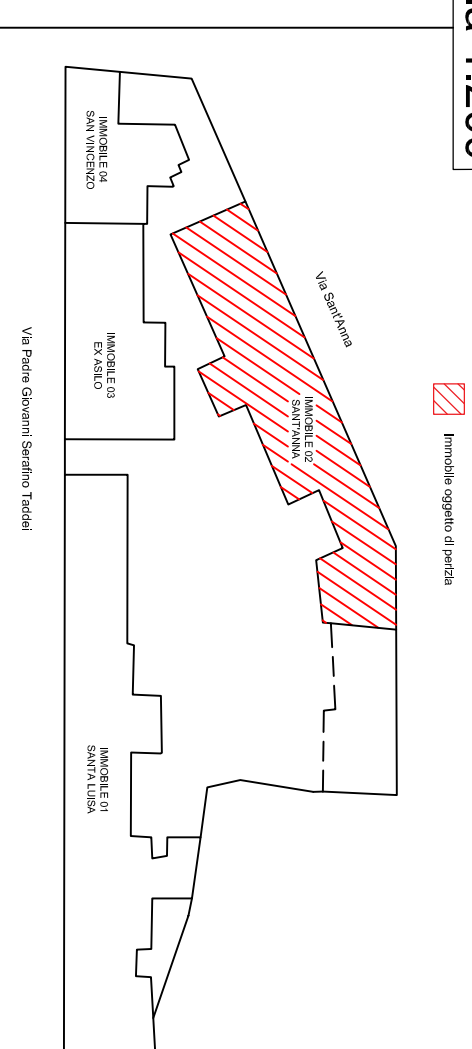 Immobile oggetto di perizia
Via Sant'Anna
IMMOBILE 02
SANT'ANNA
IMMOBILE 04
SAN VINCENZO
IMMOBILE 03
EX ASILO
IMMOBILE 01
SANTA LUISA
Via Padre Giovanni Serafino Taddei